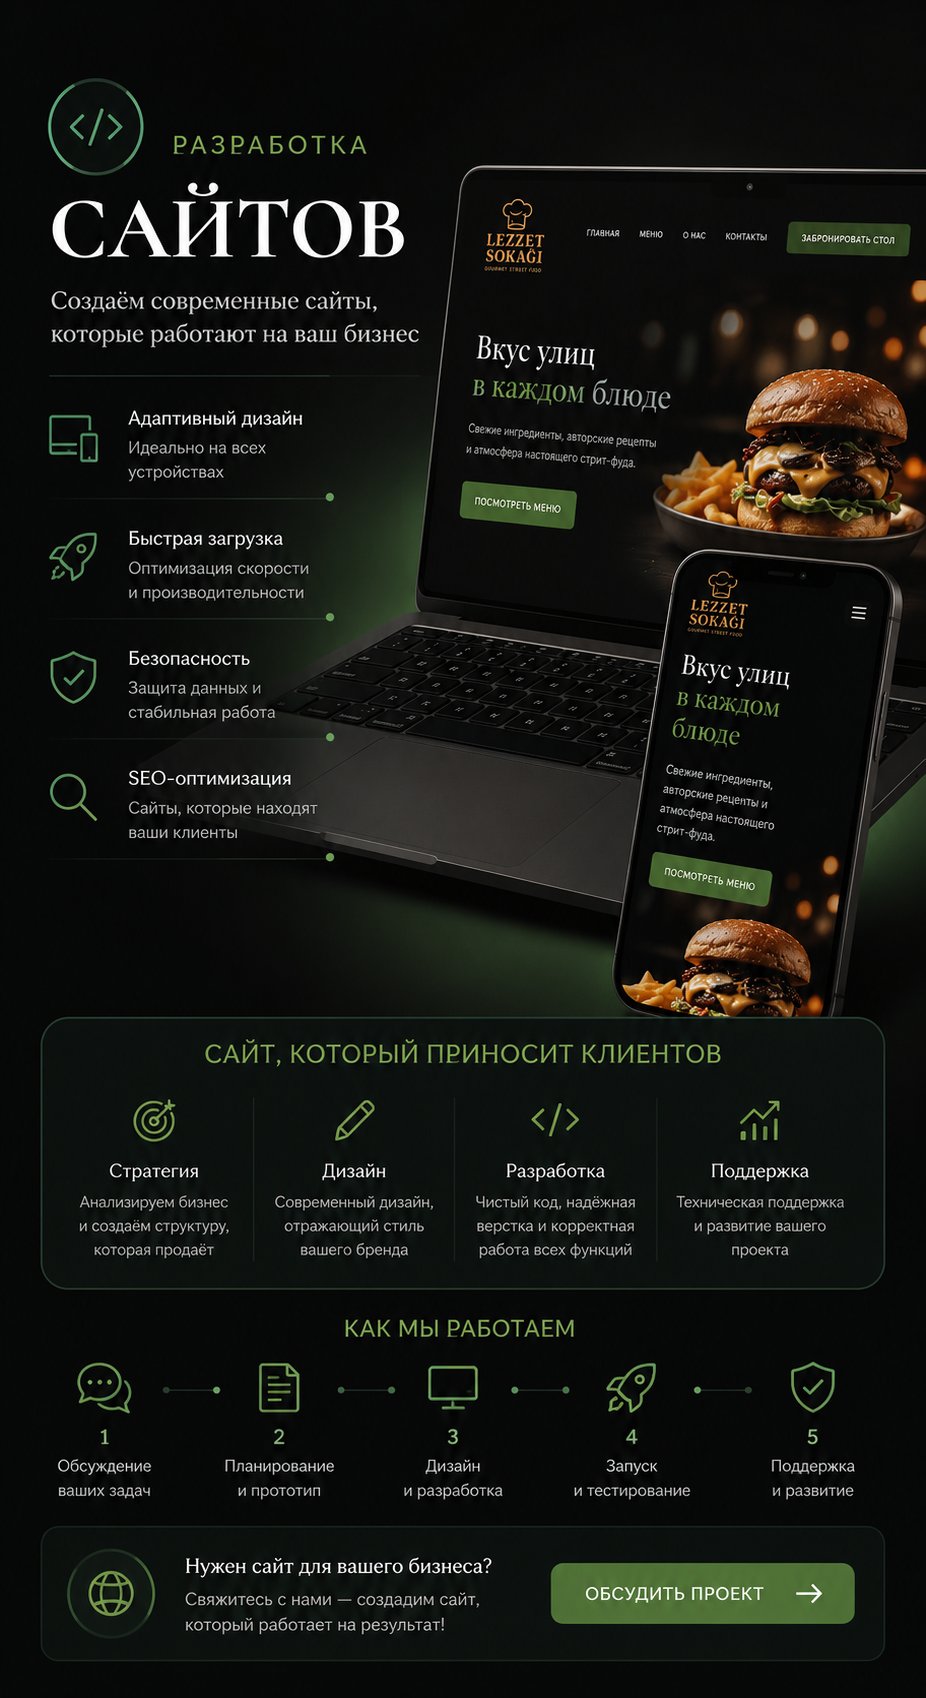 РАЗРАБОТКА
САЙТОВ
Создаём современные сайты,
которые работают на ваш бизнес
Адаптивный дизайн
Идеально на всех
устройствах
Быстрая загрузка
Оптимизация скорости
и производительности
Безопасность
Защита данных и
стабильная работа
SEO-оптимизация
Сайты, которые находят
ваши клиенты
LEZZET
SOKAĞI
GOURMET STREET FOOD
ГЛАВНАЯ МЕНЮ О НАС КОНТАКТЫ ЗАБРОНИРОВАТЬ СТОЛ
Вкус улиц
в каждом блюде
Свежие ингредиенты, авторские рецепты
и атмосфера настоящего стрит-фуда.
ПОСМОТРЕТЬ МЕНЮ
LEZZET
SOKAĞI
GOURMET STREET FOOD
Вкус улиц
в каждом
блюде
Свежие ингредиенты,
авторские рецепты и
атмосфера настоящего
стрит-фуда.
ПОСМОТРЕТЬ МЕНЮ
САЙТ, КОТОРЫЙ ПРИНОСИТ КЛИЕНТОВ
Стратегия
Анализируем бизнес
и создаём структуру,
которая продаёт
Дизайн
Современный дизайн,
отражающий стиль
вашего бренда
Разработка
Чистый код, надёжная
верстка и корректная
работа всех функций
Поддержка
Техническая поддержка
и развитие вашего
проекта
КАК МЫ РАБОТАЕМ
1
Обсуждение
ваших задач
2
Планирование
и прототип
3
Дизайн
и разработка
4
Запуск
и тестирование
5
Поддержка
и развитие
Нужен сайт для вашего бизнеса?
Свяжитесь с нами — создадим сайт,
который работает на результат!
ОБСУДИТЬ ПРОЕКТ